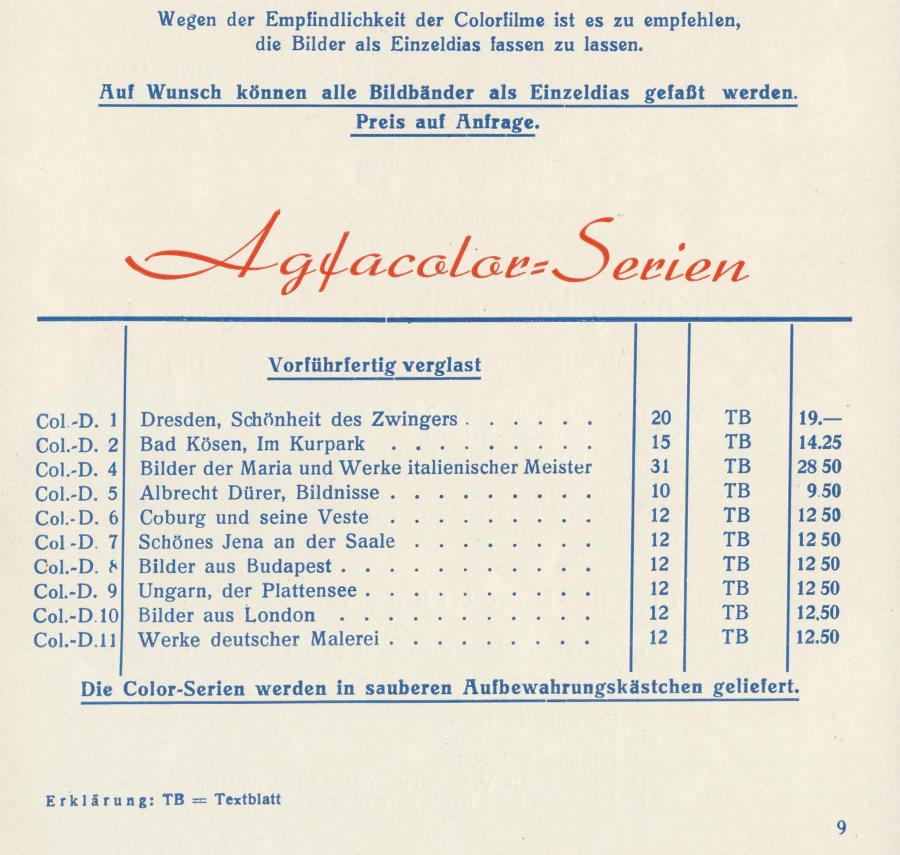 Wegen der Empfindlichkeit der Colorfilme ist es zu empfehlen,
die Bilder als Einzeldias fassen zu lassen.
Auf Wunsch können alle Bildbänder als Einzeldias gefaßt werden.
Preis auf Anfrage.
Agfacolor-Serien
Vorführfertig verglast
Col.-D. 1 Dresden, Schönheit des Zwingers . . . . . . 20 TB 19.—
Col.-D. 2 Bad Kösen, Im Kurpark . . . . . . . . . 15 TB 14.25
Col.-D. 4 Bilder der Maria und Werke italienischer Meister 31 TB 28 50
Col.-D. 5 Albrecht Dürer, Bildnisse . . . . . . . . . 10 TB 9.50
Col.-D. 6 Coburg und seine Veste . . . . . . . . . 12 TB 12 50
Col -D. 7 Schönes Jena an der Saale . . . . . . . . 12 TB 12 50
Col.-D. 8 Bilder aus Budapest . . . . . . . . . . . 12 TB 12 50
Col.-D. 9 Ungarn, der Plattensee . . . . . . . . . . 12 TB 12 50
Col.-D.10 Bilder aus London . . . . . . . . . . . 12 TB 12,50
Col.-D.11 Werke deutscher Malerei . . . . . . . . . 12 TB 12.50
Die Color-Serien werden in sauberen Aufbewahrungskästchen geliefert.
Erklärung: TB = Textblatt
9